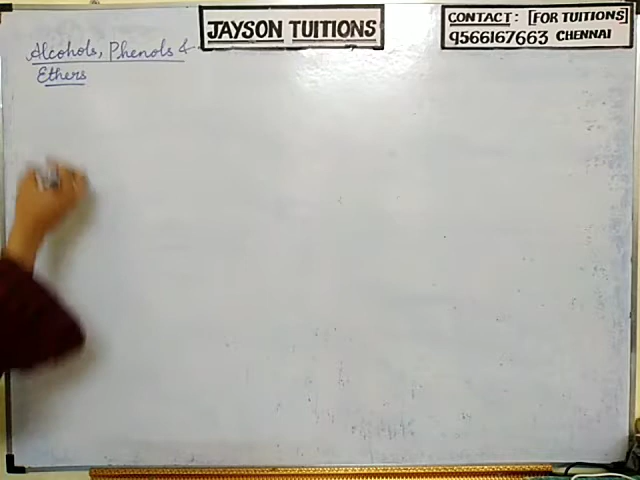 JAYSON TUITIONS
CONTACT: [FOR TUITIONS]
9566167663 CHENNAI
Alcohols, Phenols &
Ethers